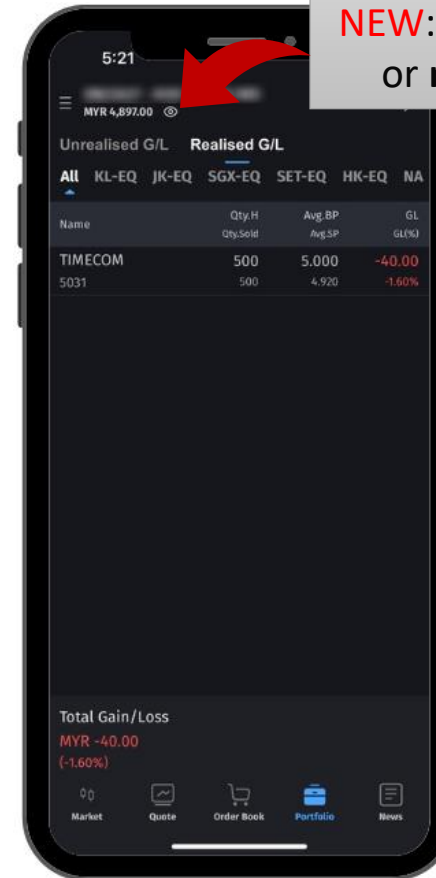 NEW:
or
5:21
MYR 4,897.00
Unrealised G/L Realised G/L
All KL-EQ JK-EQ SGX-EQ SET-EQ HK-EQ NA
Name Qty.H Avg.BP GL
Qty.Sold Avg.SP GL(%)
TIMECOM 500 5.000 -40.00
5031 500 4.920 -1.60%
Total Gain/Loss
MYR -40.00
(-1.60%)
Market Quote Order Book Portfolio News